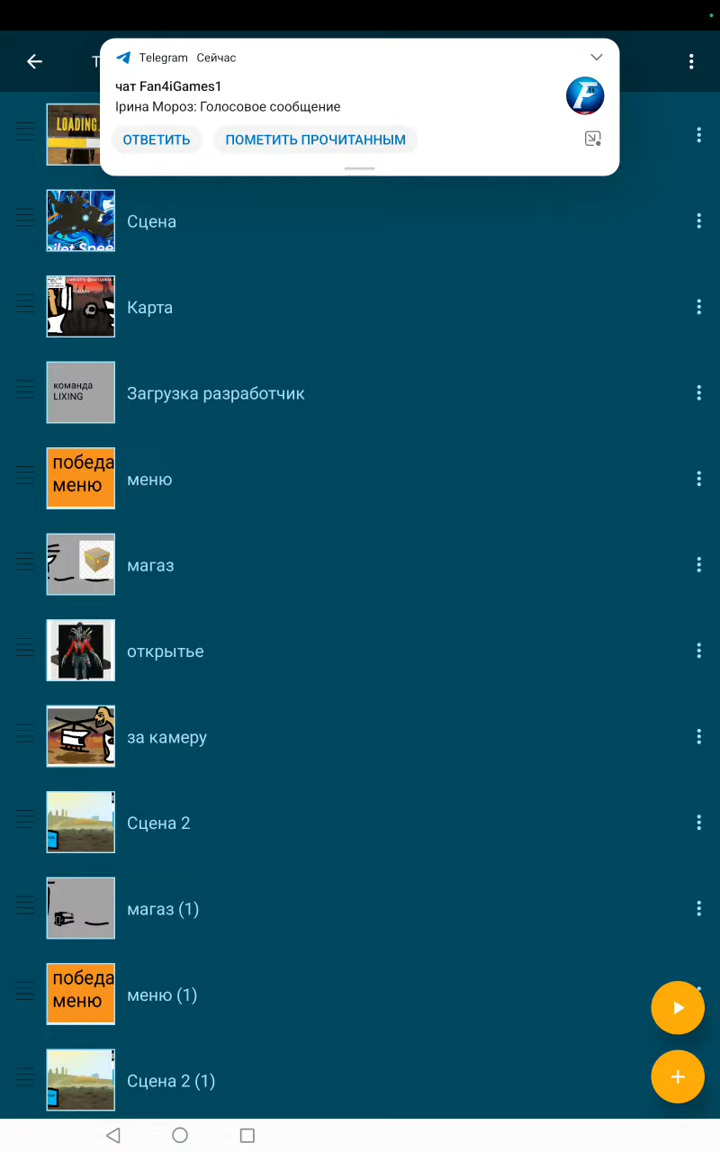 Telegram Сейчас
чат Fan4iGames1
Ірина Мороз: Голосовое сообщение
ОТВЕТИТЬ ПОМЕТИТЬ ПРОЧИТАННЫМ
LOADING
Сцена
Карта
команда
LIXING
Загрузка разработчик
победа
меню
меню
магаз
открытье
за камеру
Сцена 2
магаз (1)
победа
меню
меню (1)
Сцена 2 (1)